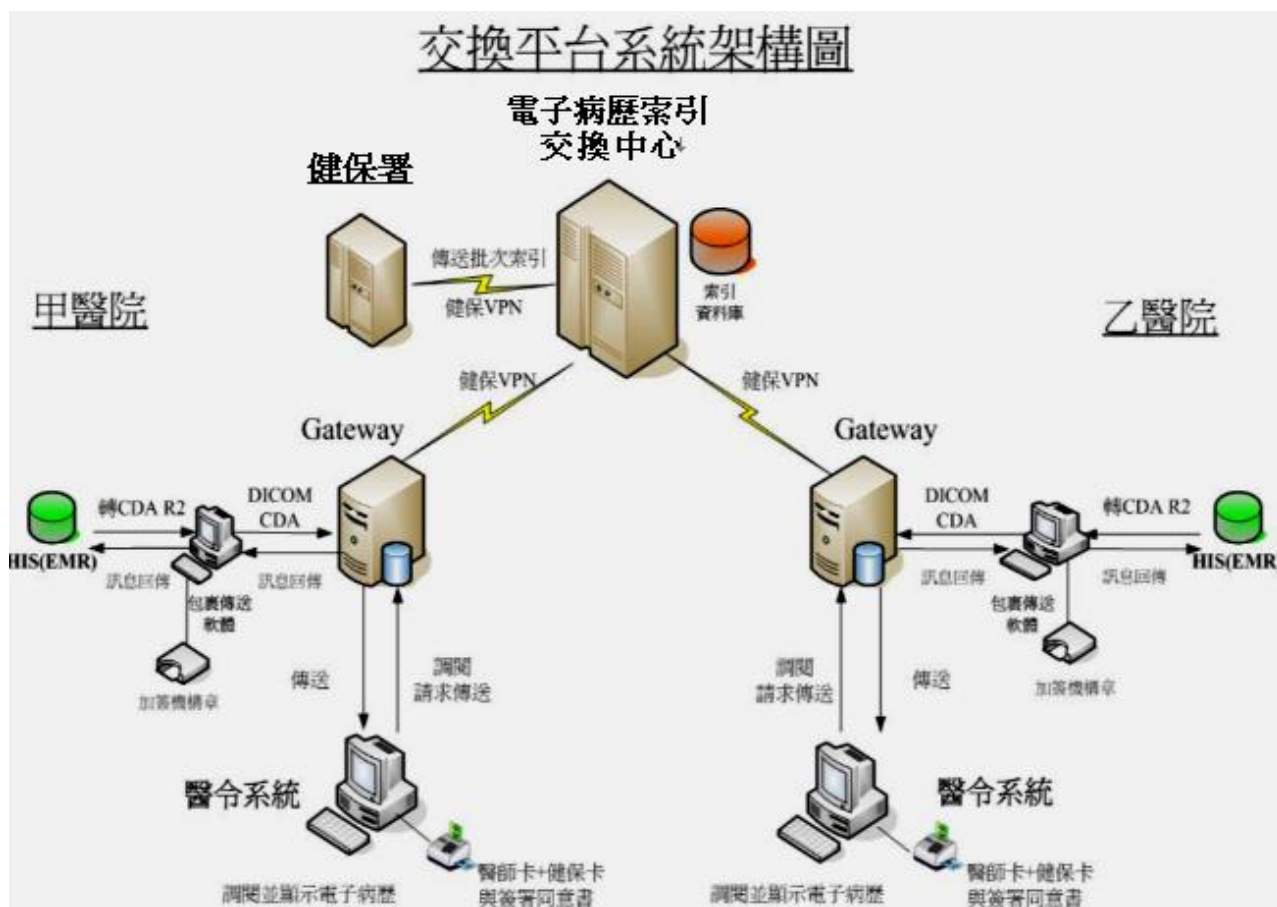 交換平台系統架構圖
電子病歷索引
交換中心
健保署
傳送批次索引
健保VPN
索引
資料庫
甲醫院
乙醫院
健保VPN
健保VPN
Gateway
Gateway
轉CDA R2
DICOM
CDA
HIS(EMR)
訊息回傳
訊息回傳
包裹傳送
軟體
加簽機構章
DICOM
CDA
轉CDA R2
HIS(EMR
訊息回傳
訊息回傳
包裹傳送
軟體
加簽機構章
傳送
調閱
請求傳送
調閱
請求傳送
傳送
醫令系統
醫師卡+健保卡
與簽署同意書
調閱並顯示電子病歷
醫令系統
醫師卡+健保卡
與簽署同意書
調閱並顯示電子病歷